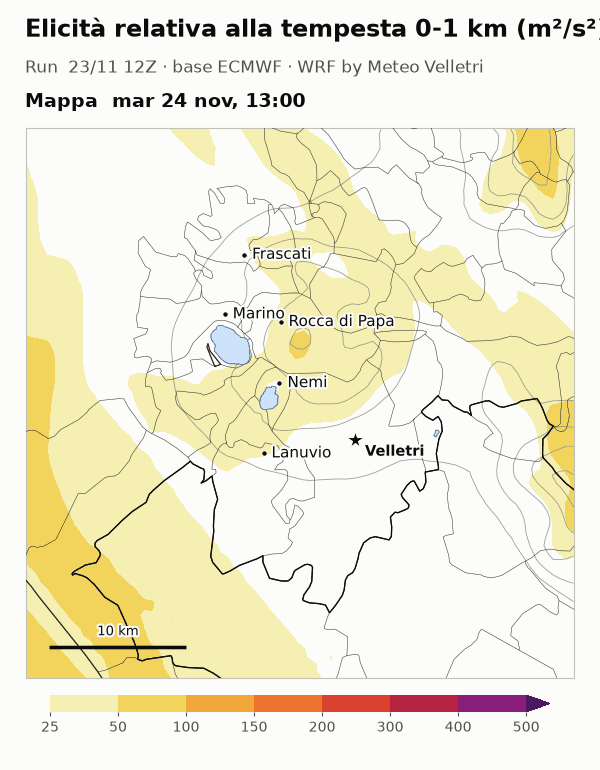 Elicità relativa alla tempesta 0-1 km (m²/s²)
Run 23/11 12Z · base ECMWF · WRF by Meteo Velletri
Mappa mar 24 nov, 13:00
Frascati
Marino
Rocca di Papa
Nemi
Velletri
Lanuvio
10 km
25 50 100 150 200 300 400 500